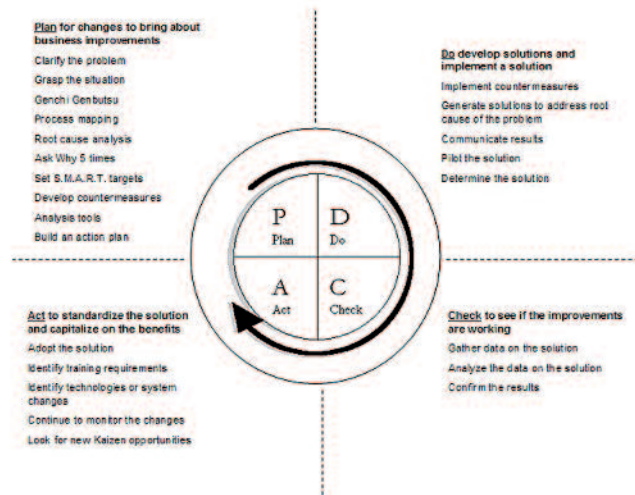 Plan for changes to bring about
business improvements
Clarify the problem
Grasp the situation
Genchi Genbutsu
Process mapping
Root cause analysis
Ask Why 5 times
Set S.M.A.R.T. targets
Develop countermeasures
Analysis tools
Build an action plan
Do develop solutions and
implement a solution
Implement countermeasures
Generate solutions to address root
cause of the problem
Communicate results
Pilot the solution
Determine the solution
P
Plan
D
Do
A
Act
C
Check
Act to standardize the solution
and capitalize on the benefits
Adopt the solution
Identify training requirements
Identify technologies or system
changes
Continue to monitor the changes
Look for new Kaizen opportunities
Check to see if the improvements
are working
Gather data on the solution
Analyze the data on the solution
Confirm the results